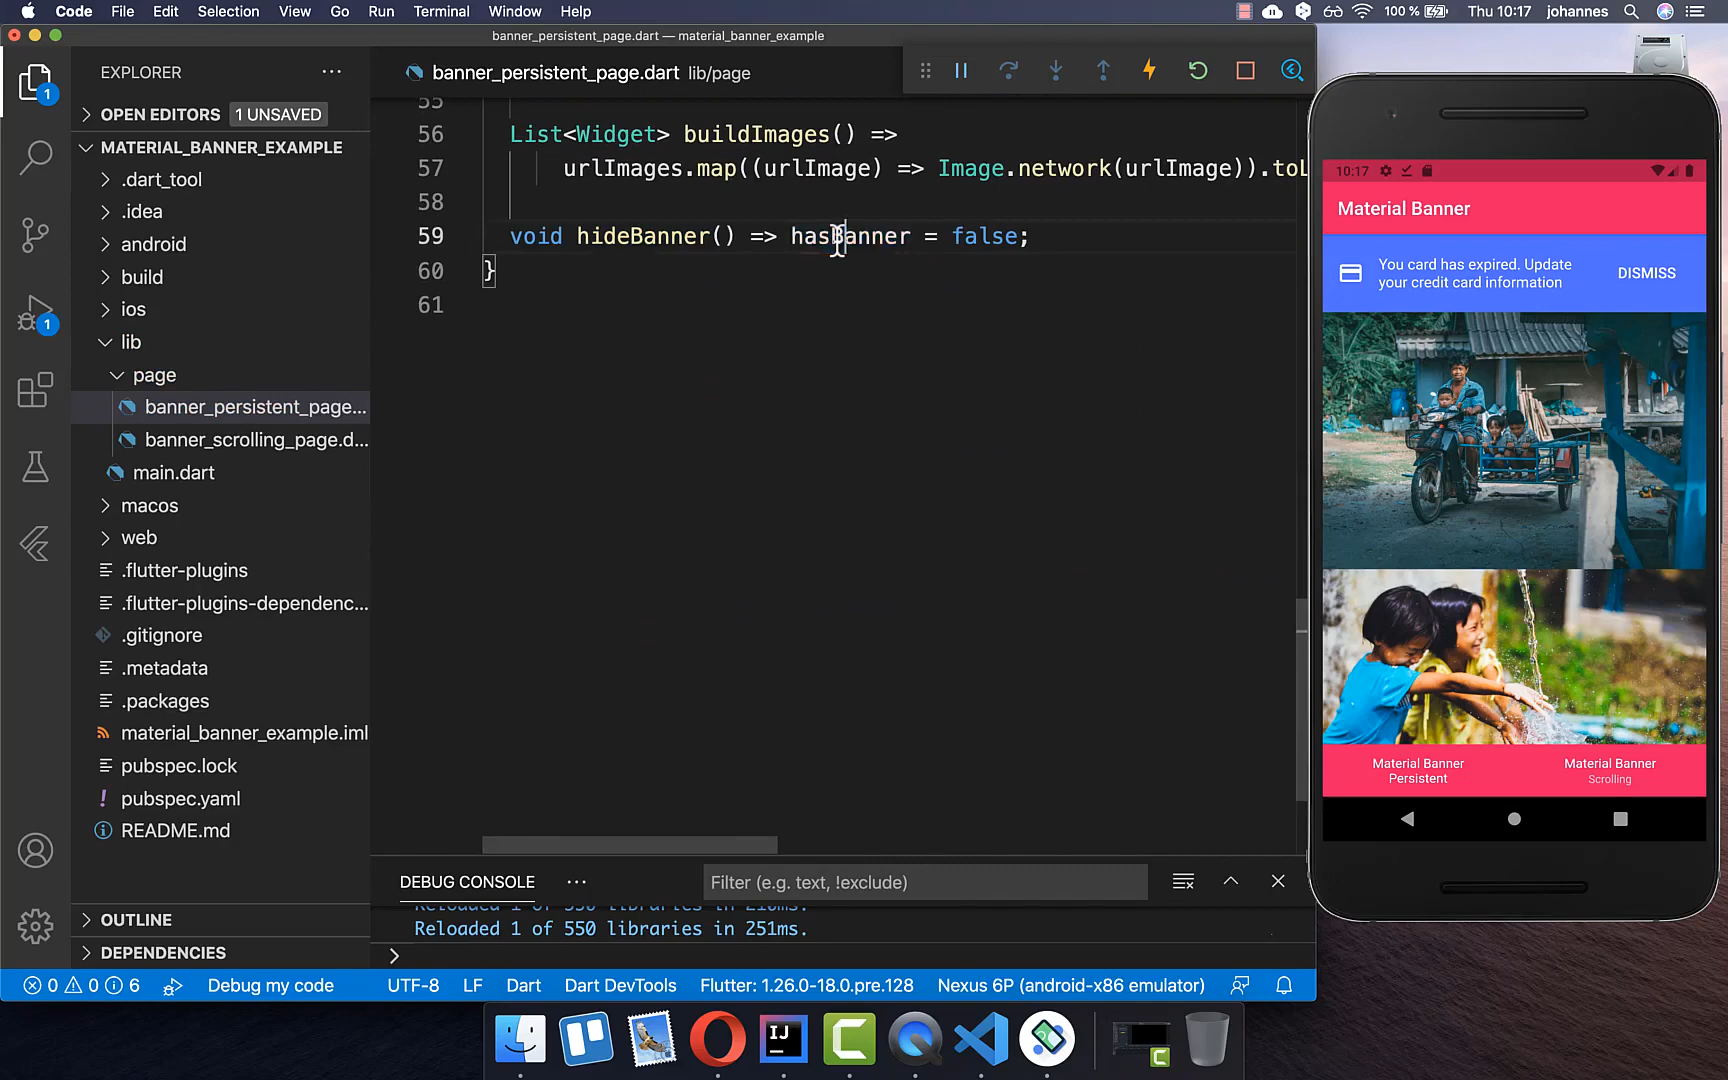 Code File Edit Selection View Go Run Terminal Window Help 100 % Thu 10:17 johannes
banner_persistent_page.dart — material_banner_example
EXPLORER
banner_persistent_page.dart lib/page
OPEN EDITORS 1 UNSAVED
MATERIAL_BANNER_EXAMPLE
.dart_tool
.idea
android
build
ios
lib
page
banner_persistent_page...
banner_scrolling_page.d...
main.dart
macos
web
.flutter-plugins
.flutter-plugins-dependenc...
.gitignore
.metadata
.packages
material_banner_example.iml
pubspec.lock
pubspec.yaml
README.md
OUTLINE
DEPENDENCIES
1
1
55
56 List<Widget> buildImages() =>
57 urlImages.map((urlImage) => Image.network(urlImage)).toL
58
59 void hideBanner() => hasBanner = false;
60 }
61
DEBUG CONSOLE
Filter (e.g. text, !exclude)
Reloaded 1 of 550 libraries in 251ms.
0 0 6 Debug my code UTF-8 LF Dart Dart DevTools Flutter: 1.26.0-18.0.pre.128 Nexus 6P (android-x86 emulator)
10:17
Material Banner
You card has expired. Update
your credit card information
DISMISS
Material Banner
Persistent
Material Banner
Scrolling
IJ